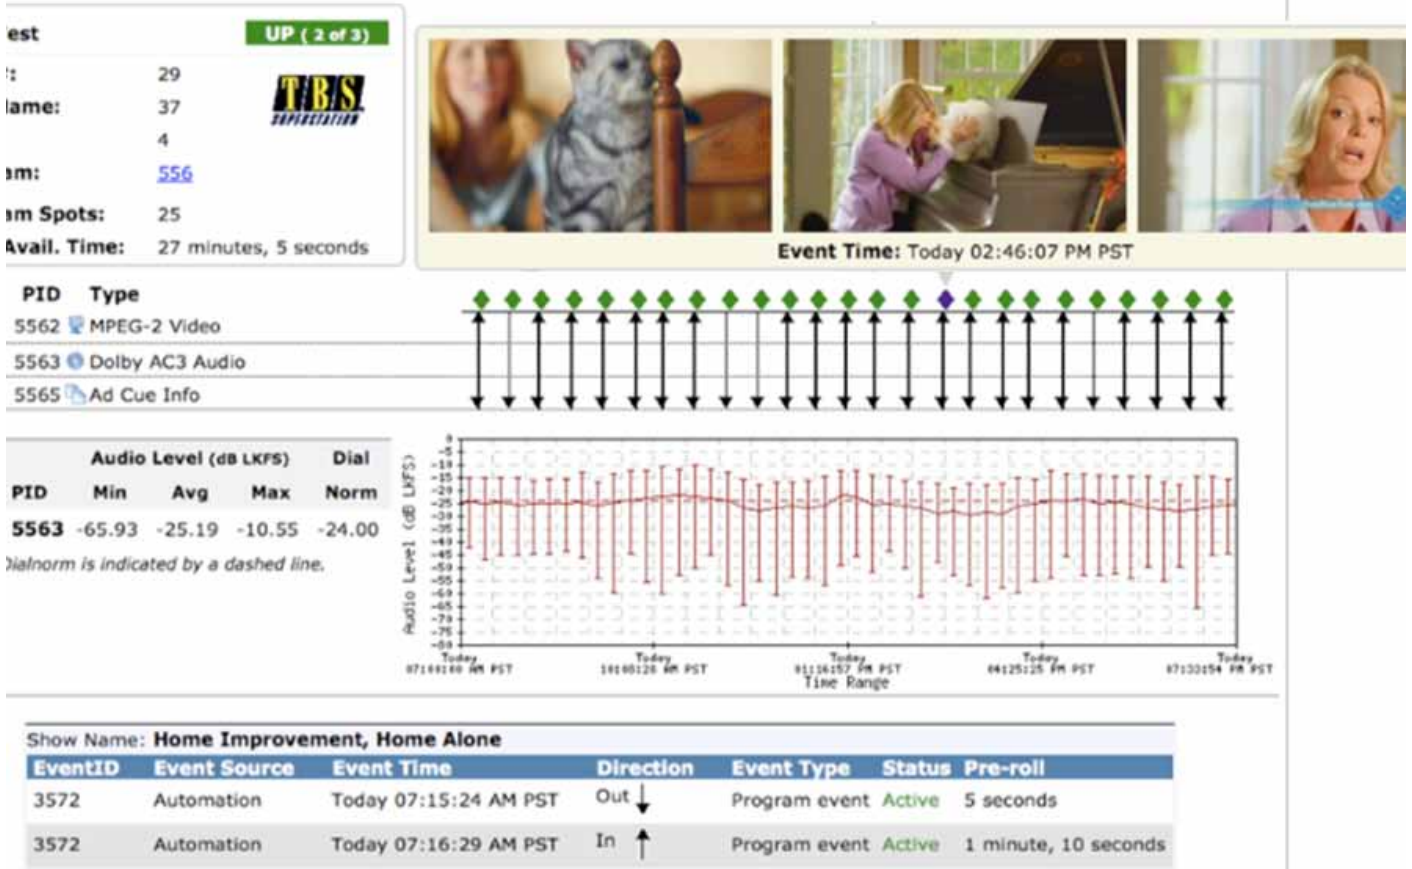 est
UP ( 2 of 3)
: 29
ame: 37
4
TBS
SUPERSTATION
am: 556
am Spots: 25
Avail. Time: 27 minutes, 5 seconds
Event Time: Today 02:46:07 PM PST
PID Type
5562 MPEG-2 Video
5563 Dolby AC3 Audio
5565 Ad Cue Info
Audio Level (dB LKFS) Dial
PID Min Avg Max Norm
5563 -65.93 -25.19 -10.55 -24.00
Dialnorm is indicated by a dashed line.
Audio Level (dB LKFS)
Today Today Today Today Today
Time Range
Show Name: Home Improvement, Home Alone
EventID Event Source Event Time Direction Event Type Status Pre-roll
3572 Automation Today 07:15:24 AM PST Out Program event Active 5 seconds
3572 Automation Today 07:16:29 AM PST In Program event Active 1 minute, 10 seconds